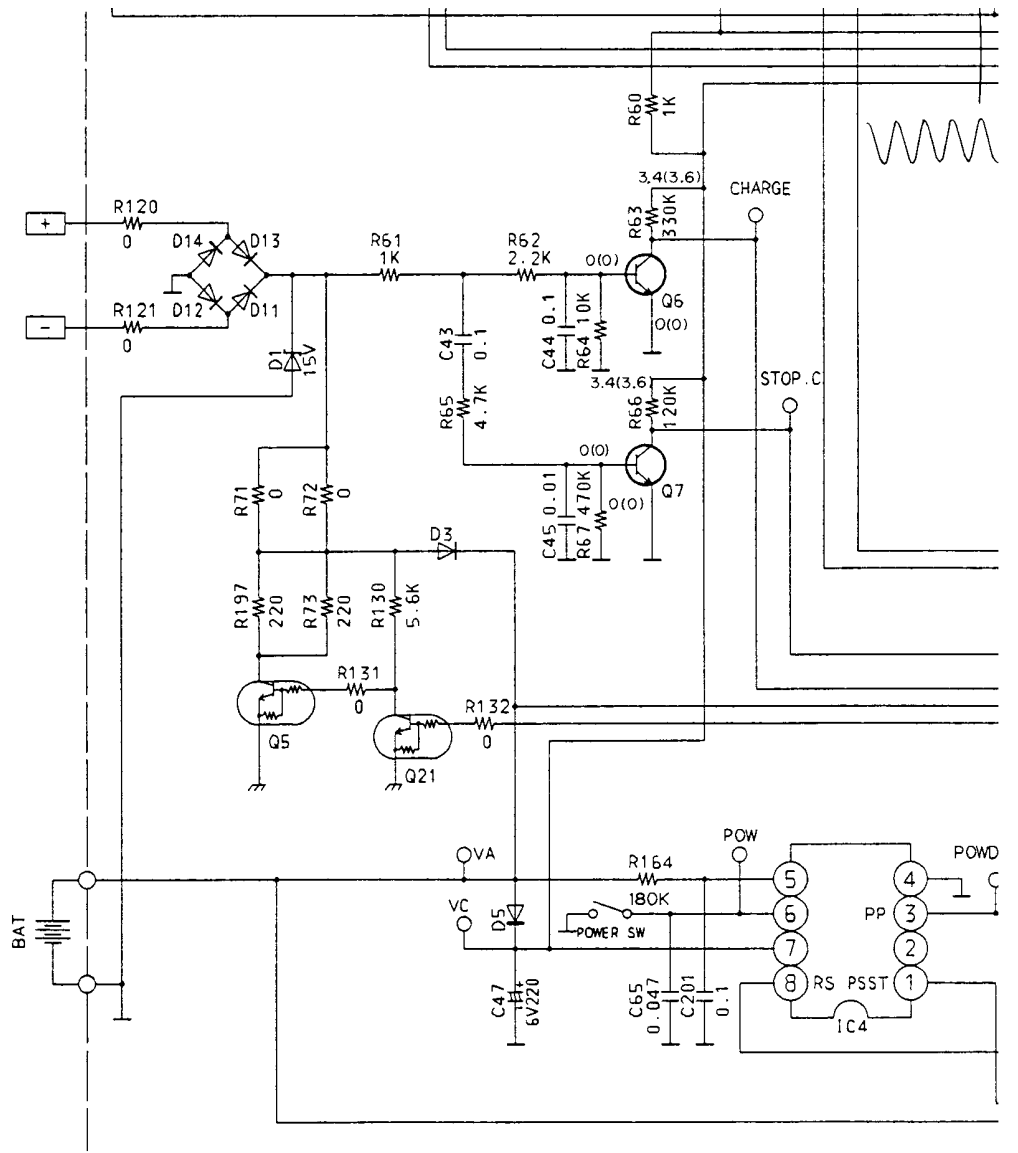 R60 1K
3.4(3.6)
R63 330K
CHARGE
+
R120
0
D14
D13
D12
D11
-
R121
0
R61
1K
R62
2.2K
0(0)
Q6
0(0)
D1 15V
C43 0.1
C44 0.1
R64 10K
3.4(3.6)
R66 120K
STOP.C
R65 4.7K
0(0)
Q7
0(0)
R71 0
R72 0
C45 0.01
R67 470K
D3
R197 220
R73 220
R130 5.6K
R131
0
R132
0
Q5
Q21
VA
R164
180K
POW
POWD
5
4
BAT
VC
D5
POWER SW
6
PP
3
7
2
C47 6V220
+
C65 0.047
C201 0.1
8
RS
PSST
1
IC4